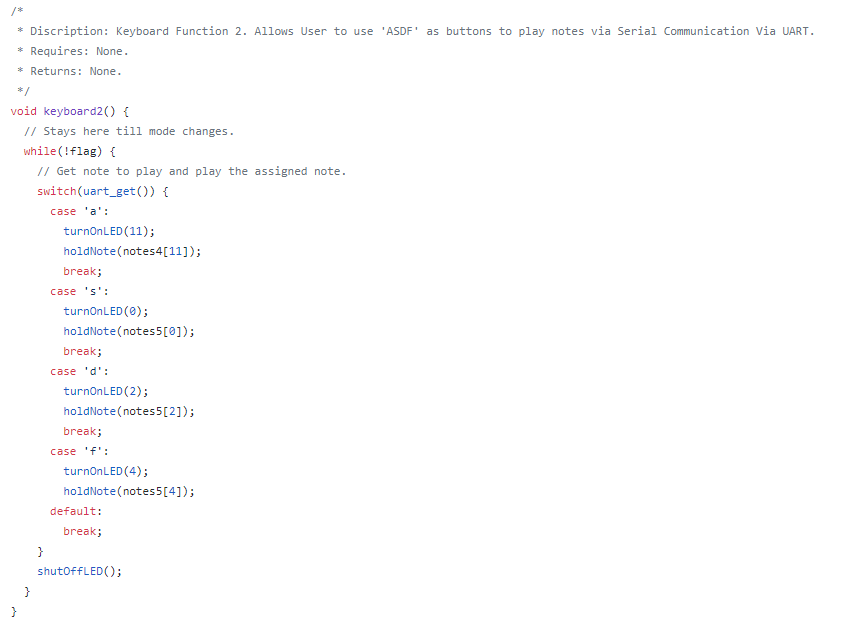 /*
 * Discription: Keyboard Function 2. Allows User to use 'ASDF' as buttons to play notes via Serial Communication Via UART.
 * Requires: None.
 * Returns: None.
 */
void keyboard2() {
  // Stays here till mode changes.
  while(!flag) {
    // Get note to play and play the assigned note.
    switch(uart_get()) {
      case 'a':
        turnOnLED(11);
        holdNote(notes4[11]);
        break;
      case 's':
        turnOnLED(0);
        holdNote(notes5[0]);
        break;
      case 'd':
        turnOnLED(2);
        holdNote(notes5[2]);
        break;
      case 'f':
        turnOnLED(4);
        holdNote(notes5[4]);
      default:
        break;
    }
    shutOffLED();
  }
}